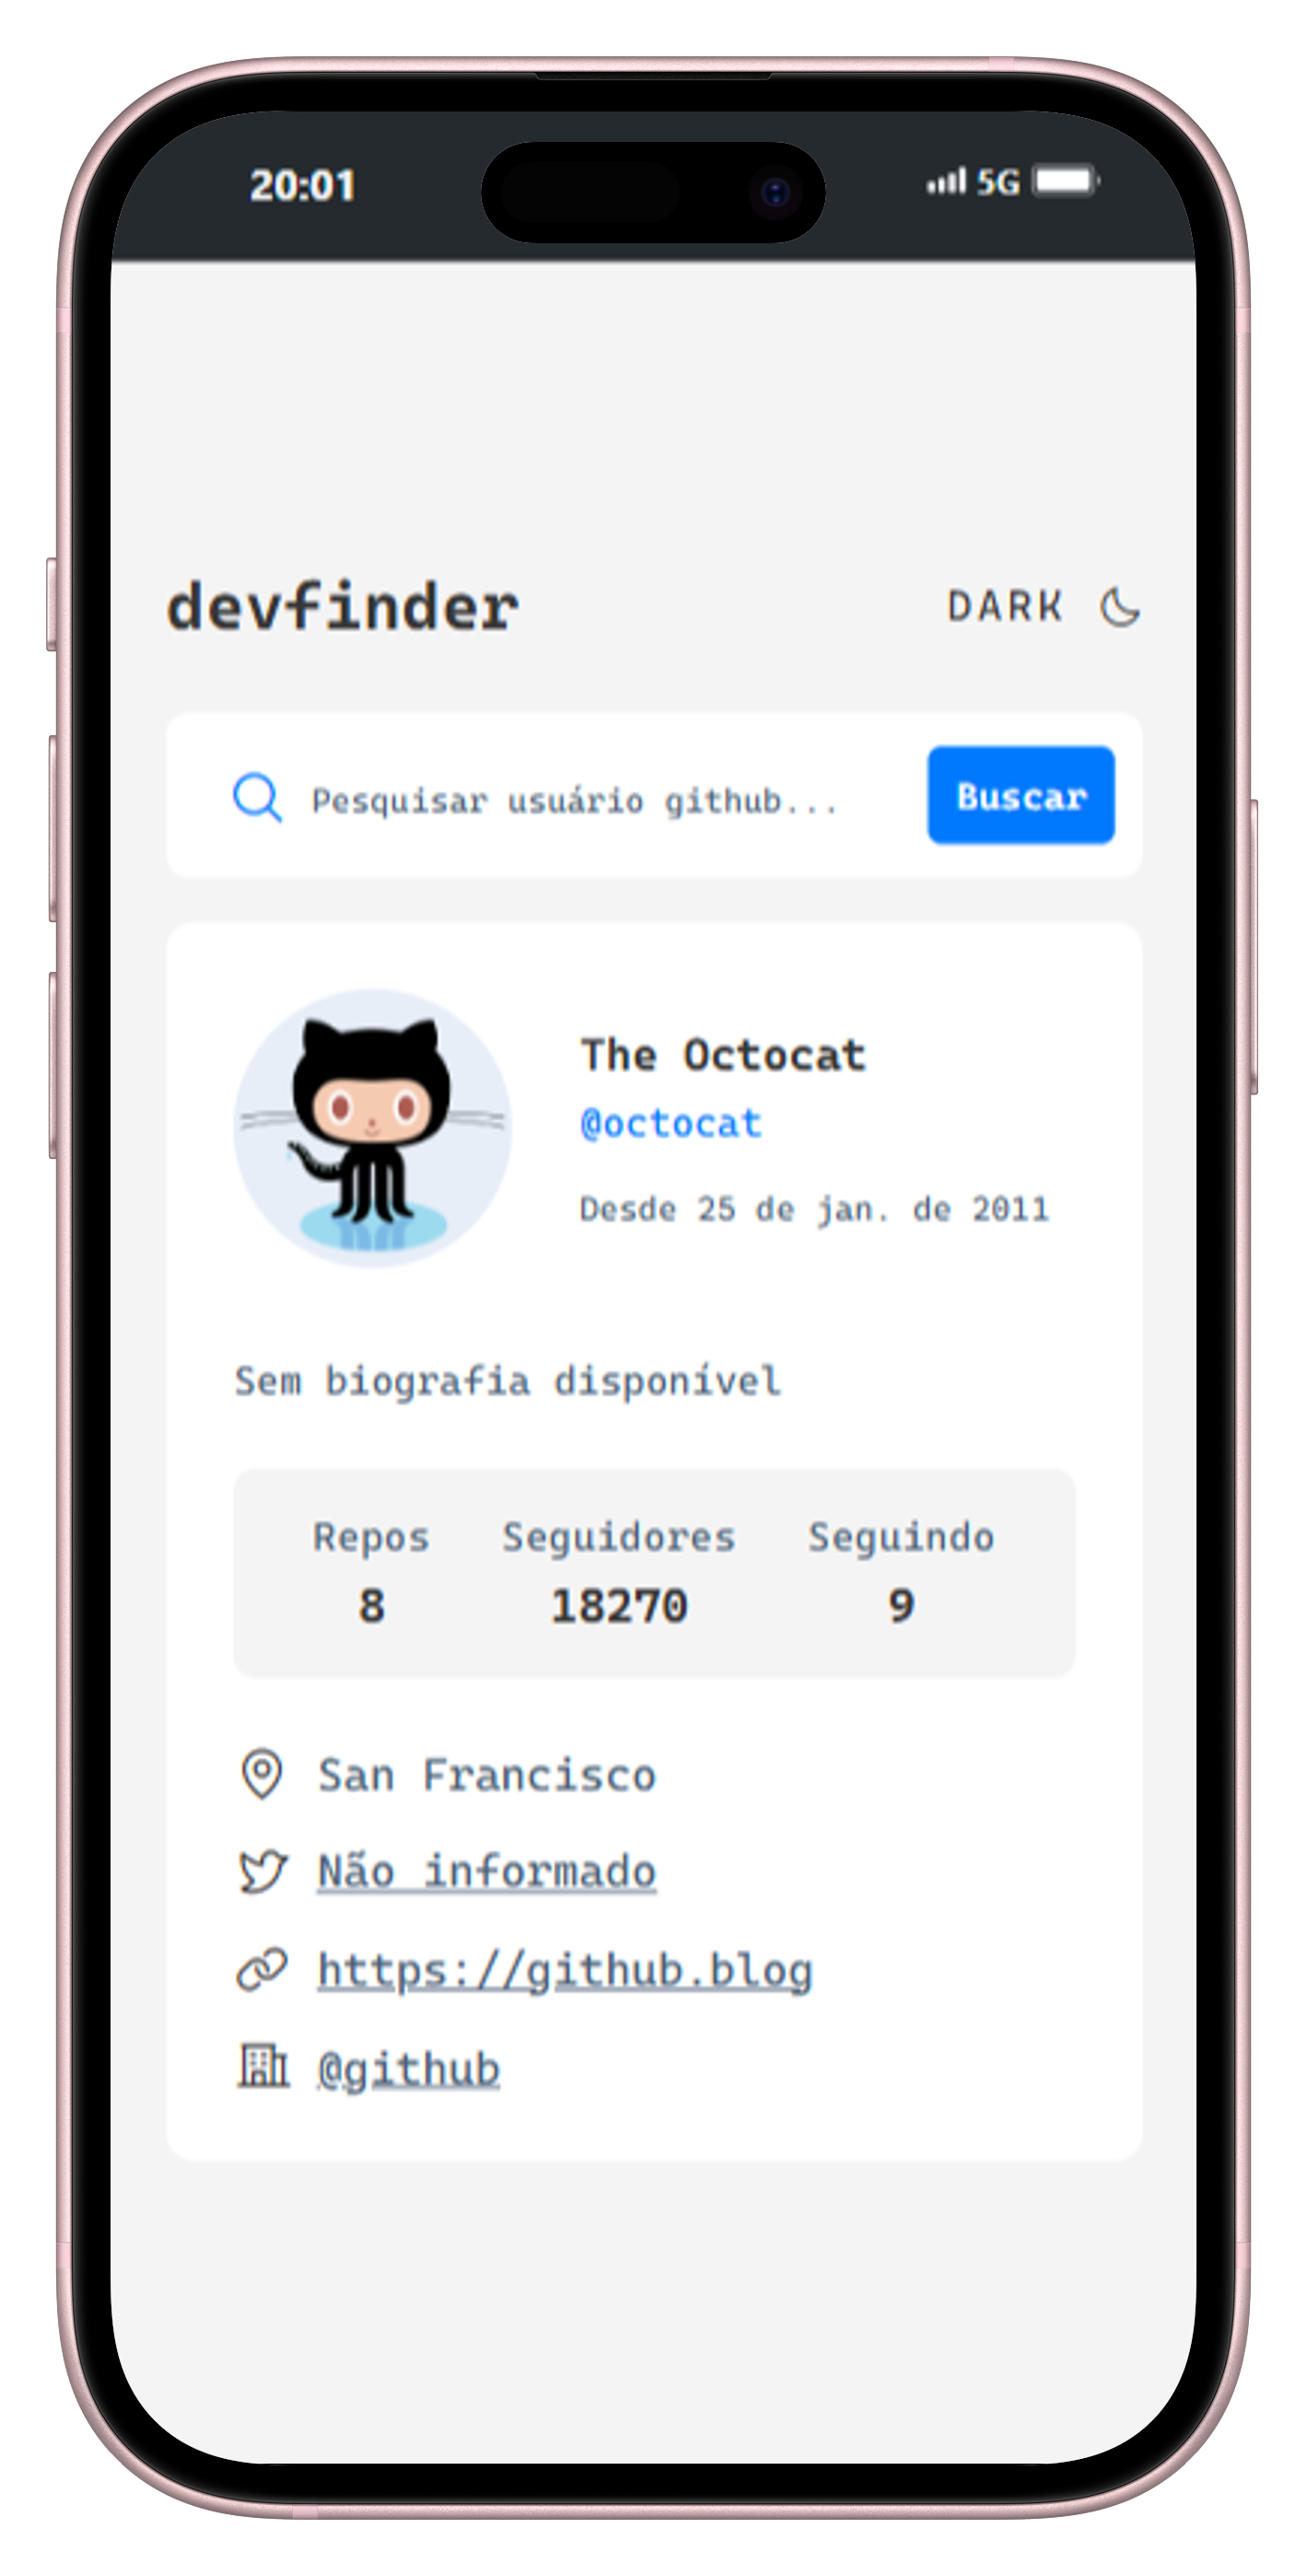 20:01 5G
devfinder DARK
Pesquisar usuário github... Buscar
The Octocat
@octocat
Desde 25 de jan. de 2011
Sem biografia disponível
Repos Seguidores Seguindo
8 18270 9
San Francisco
Não informado
https://github.blog
@github